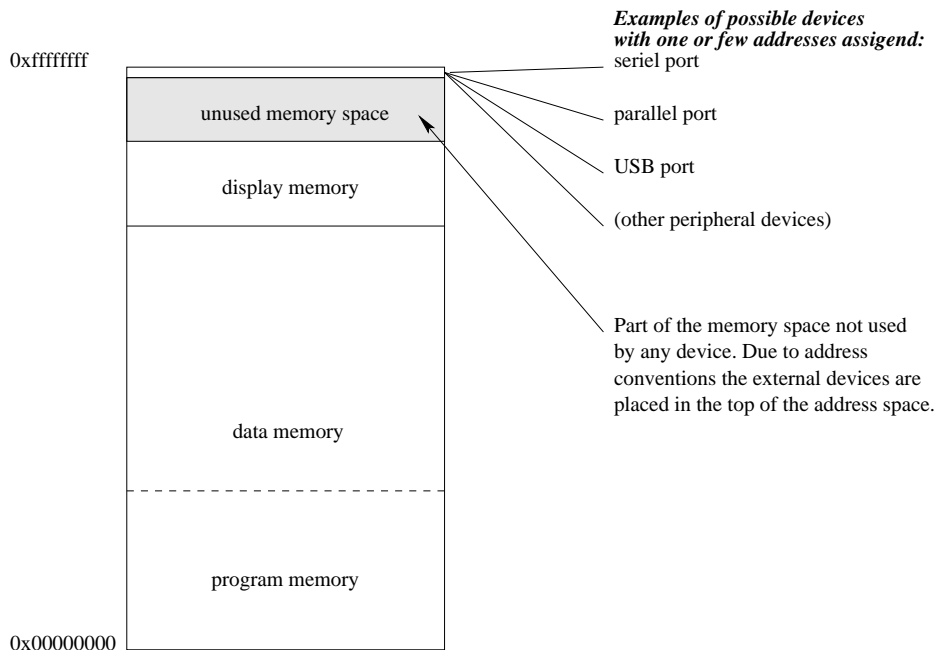 Examples of possible devices
with one or few addresses assigend:
0xffffffff
seriel port
unused memory space
parallel port
USB port
display memory
(other peripheral devices)
Part of the memory space not used
by any device. Due to address
conventions the external devices are
placed in the top of the address space.
data memory
program memory
0x00000000